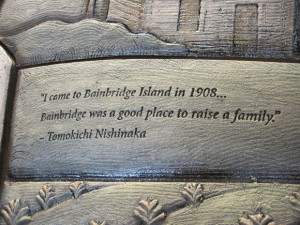 "I came to Bainbridge Island in 1908...
Bainbridge was a good place to raise a family."
- Tomokichi Nishinaka